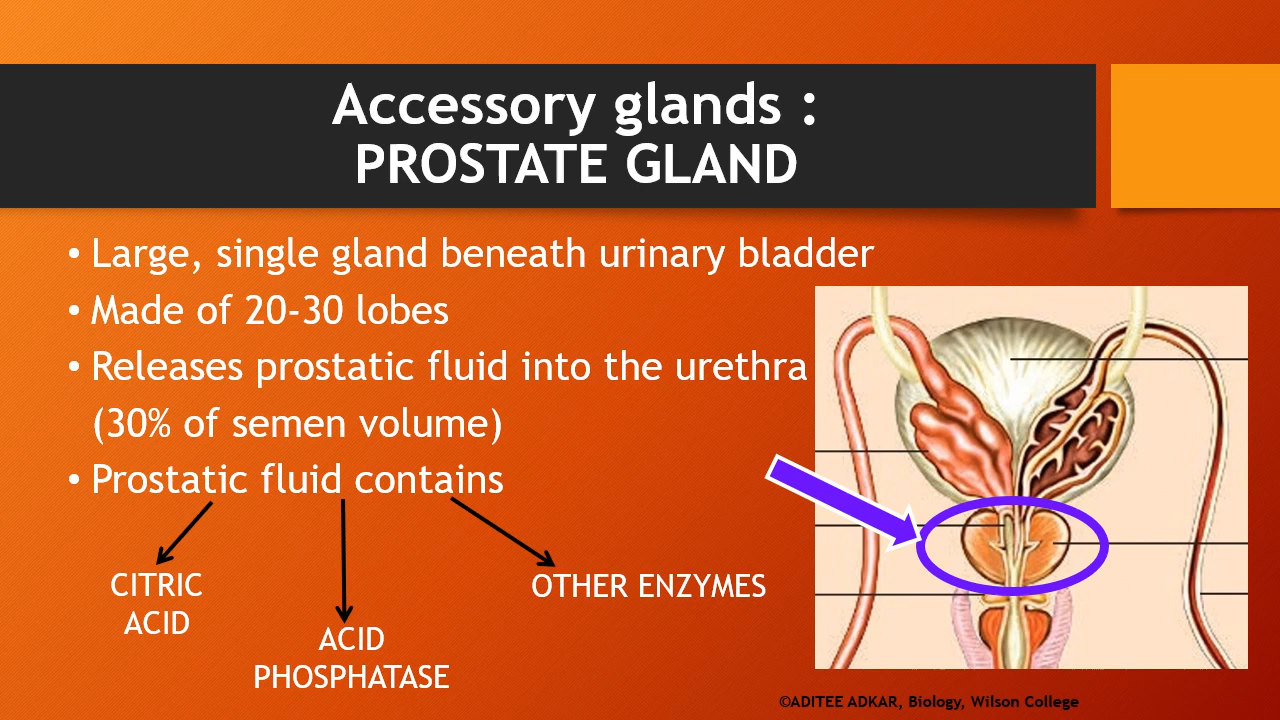 Accessory glands :
PROSTATE GLAND
• Large, single gland beneath urinary bladder
• Made of 20-30 lobes
• Releases prostatic fluid into the urethra
(30% of semen volume)
• Prostatic fluid contains
CITRIC
ACID
ACID
PHOSPHATASE
OTHER ENZYMES
©ADITEE ADKAR, Biology, Wilson College